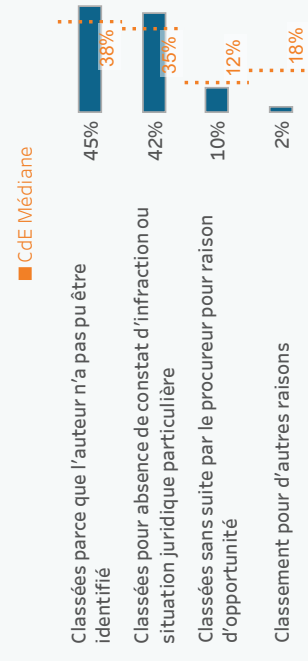 CdE Médiane
Classées parce que l'auteur n'a pas pu être
identifié
45%
38%
Classées pour absence de constat d'infraction ou
situation juridique particulière
42%
35%
Classées sans suite par le procureur pour raison
d'opportunité
10%
12%
Classement pour d'autres raisons
2%
18%